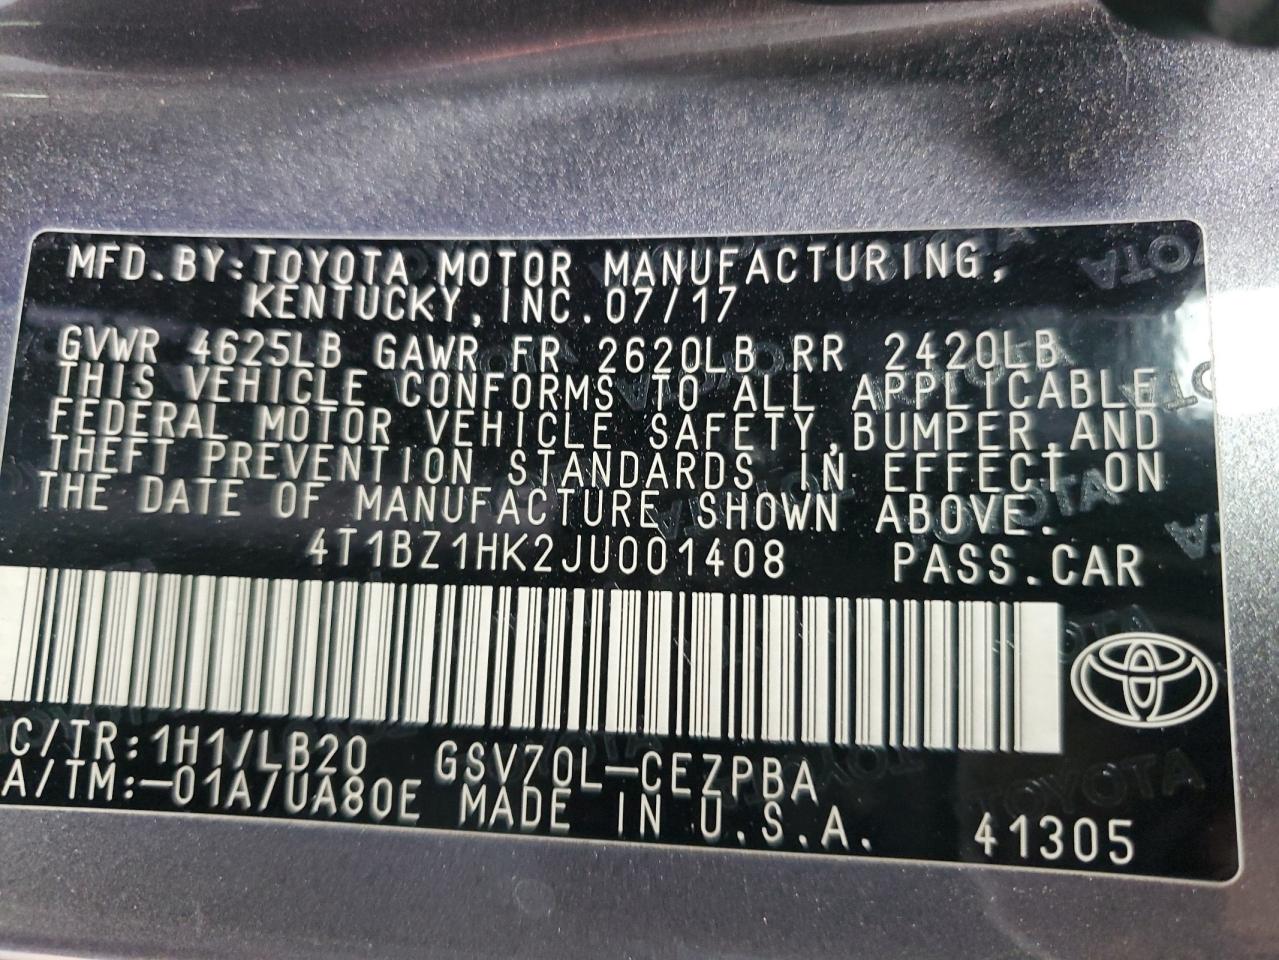 MFD.BY:TOYOTA MOTOR MANUFACTURING,
KENTUCKY,INC.07/17
GVWR 4625LB GAWR FR 2620LB RR 2420LB
THIS VEHICLE CONFORMS TO ALL APPLICABLE
FEDERAL MOTOR VEHICLE SAFETY,BUMPER,AND
THEFT PREVENTION STANDARDS IN EFFECT ON
THE DATE OF MANUFACTURE SHOWN ABOVE.
4T1BZ1HK2JU001408 PASS.CAR
C/TR:1H1/LB20 GSV70L-CEZPBA
A/TM:-01A/UA80E MADE IN U.S.A.
41305